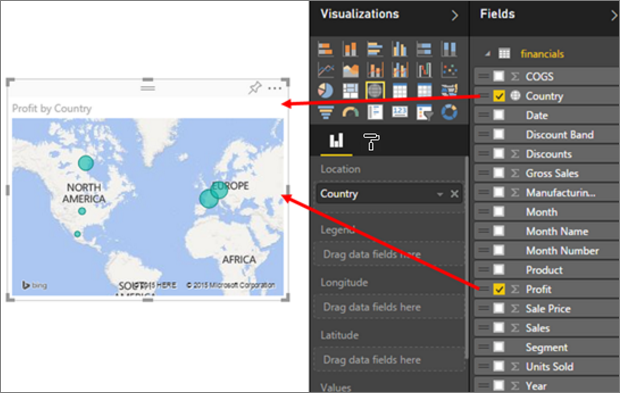 Profit by Country
NORTH
AMERICA
EUROPE
AFRICA
SOUTH
AMERICA
bing
© 2015 HERE
© 2015 Microsoft Corporation
Visualizations
Location
Country
Legend
Drag data fields here
Longitude
Drag data fields here
Latitude
Drag data fields here
Values
Fields
financials
Σ COGS
Country
Date
Discount Band
Σ Discounts
Σ Gross Sales
Σ Manufacturin...
Month
Month Name
Month Number
Product
Σ Profit
Σ Sale Price
Σ Sales
Segment
Σ Units Sold
Σ Year